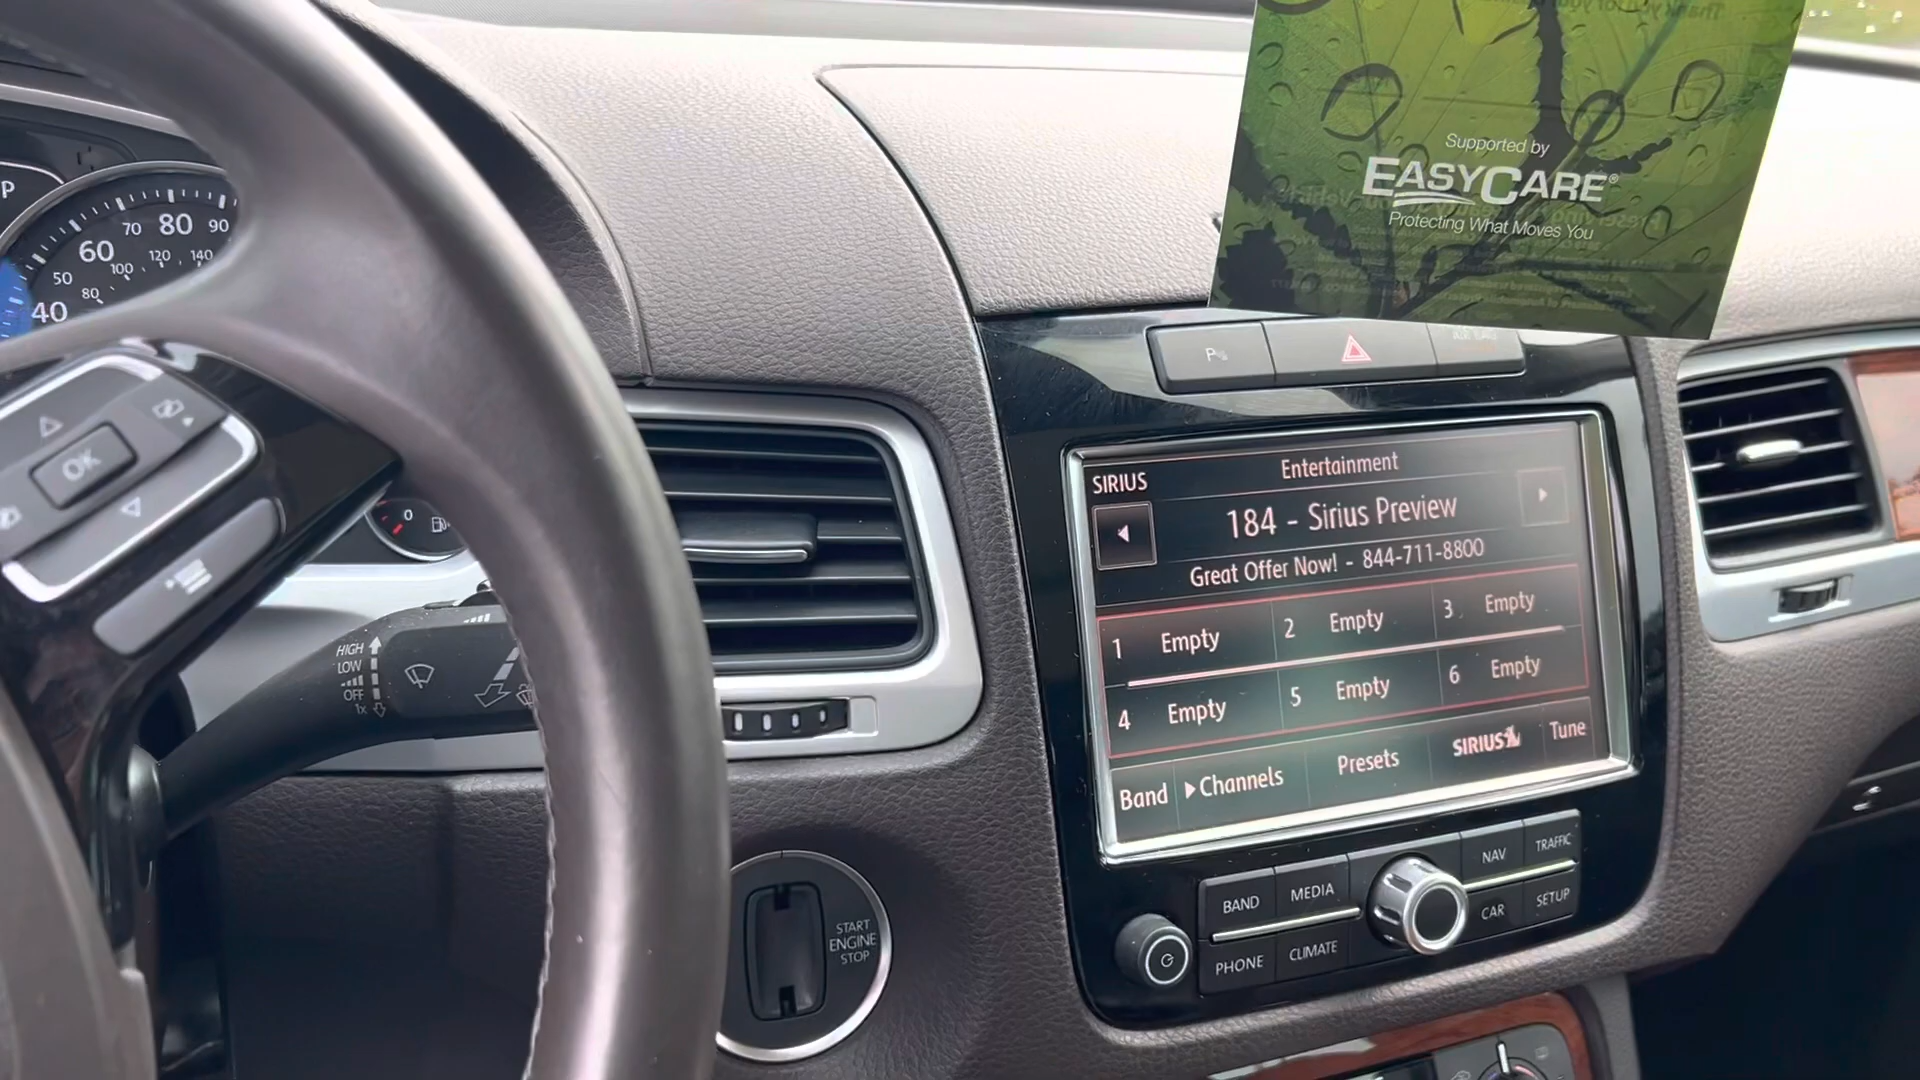 Supported by
EASYCARE®
Protecting What Moves You
P
40
50
60
70
80
90
80
100
120
140
OK
0
HIGH
LOW
OFF
1x
START
ENGINE
STOP
P
SIRIUS
Entertainment
184 - Sirius Preview
Great Offer Now! - 844-711-8800
1 Empty
2 Empty
3 Empty
4 Empty
5 Empty
6 Empty
Band
Channels
Presets
SIRIUS
Tune
BAND
MEDIA
NAV
TRAFFIC
PHONE
CLIMATE
CAR
SETUP